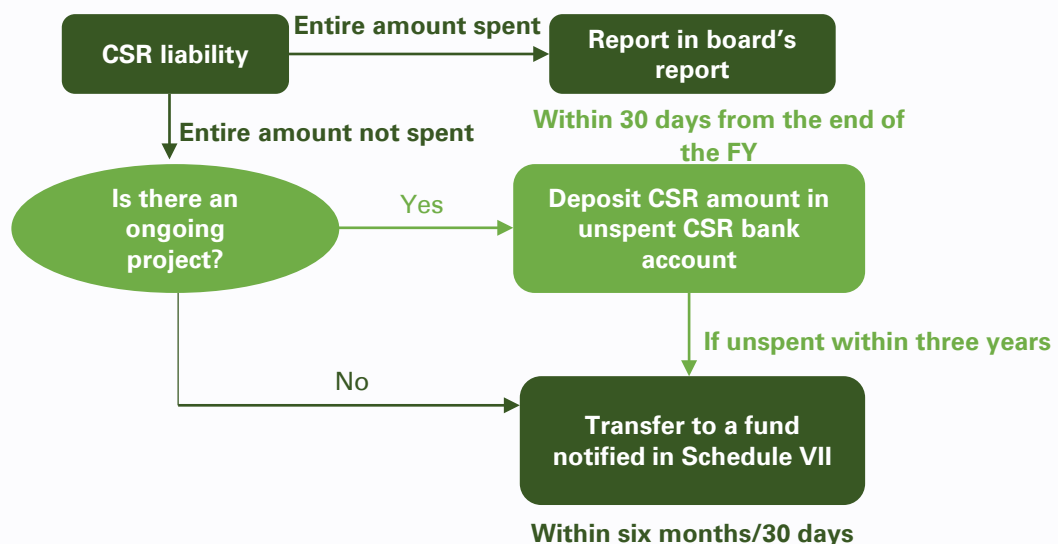 Entire amount spent
CSR liability
Report in board's
report
Entire amount not spent
Within 30 days from the end of
the FY
Is there an
ongoing
project?
Yes
Deposit CSR amount in
unspent CSR bank
account
If unspent within three years
No
Transfer to a fund
notified in Schedule VII
Within six months/30 days